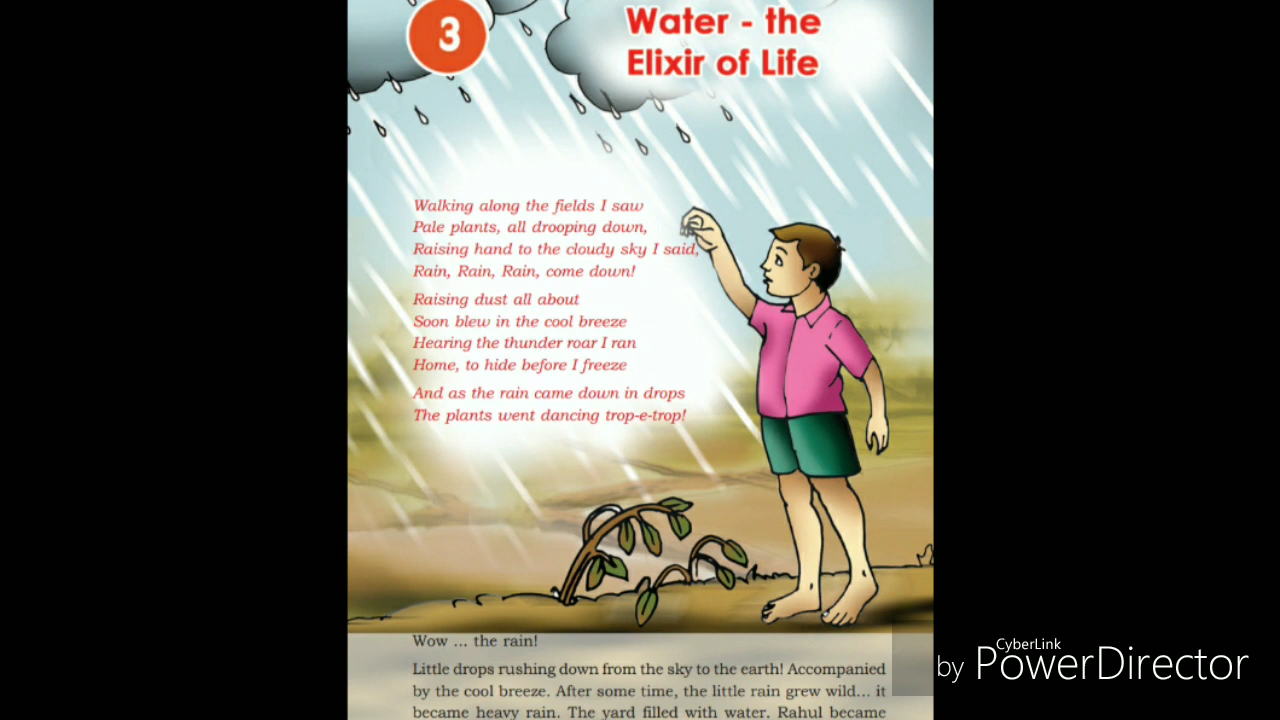 3
Water - the
Elixir of Life
Walking along the fields I saw
Pale plants, all drooping down,
Raising hand to the cloudy sky I said,
Rain, Rain, Rain, come down!
Raising dust all about
Soon blew in the cool breeze
Hearing the thunder roar I ran
Home, to hide before I freeze
And as the rain came down in drops
The plants went dancing trop-e-trop!
Wow ... the rain!
Little drops rushing down from the sky to the earth! Accompanied
by the cool breeze. After some time, the little rain grew wild... it
became heavy rain. The yard filled with water. Rahul became
CyberLink
by PowerDirector